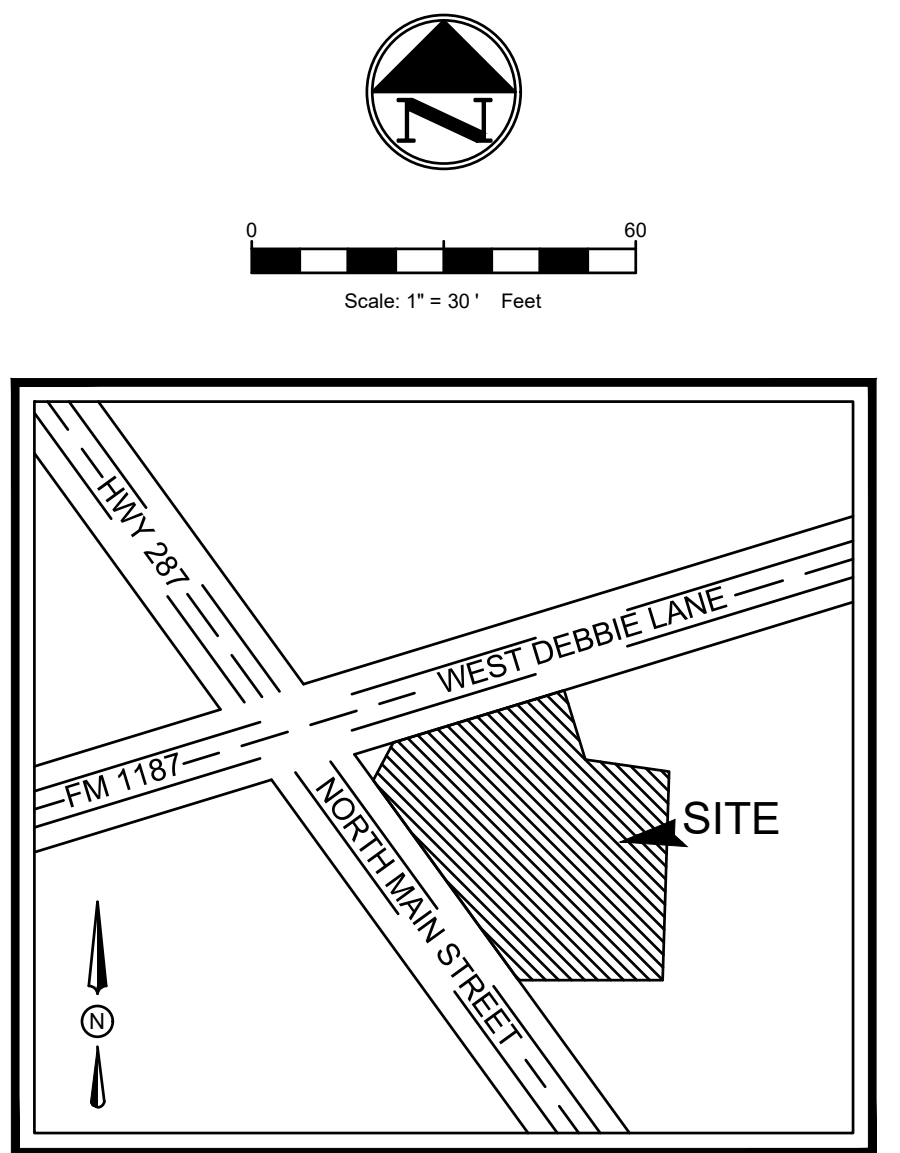 N
0 60
Scale: 1" = 30 ' Feet
HWY 287
WEST DEBBIE LANE
FM 1187
NORTH MAIN STREET
SITE
N